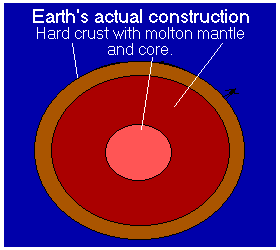 Earth's actual construction
Hard crust with molton mantle
and core.